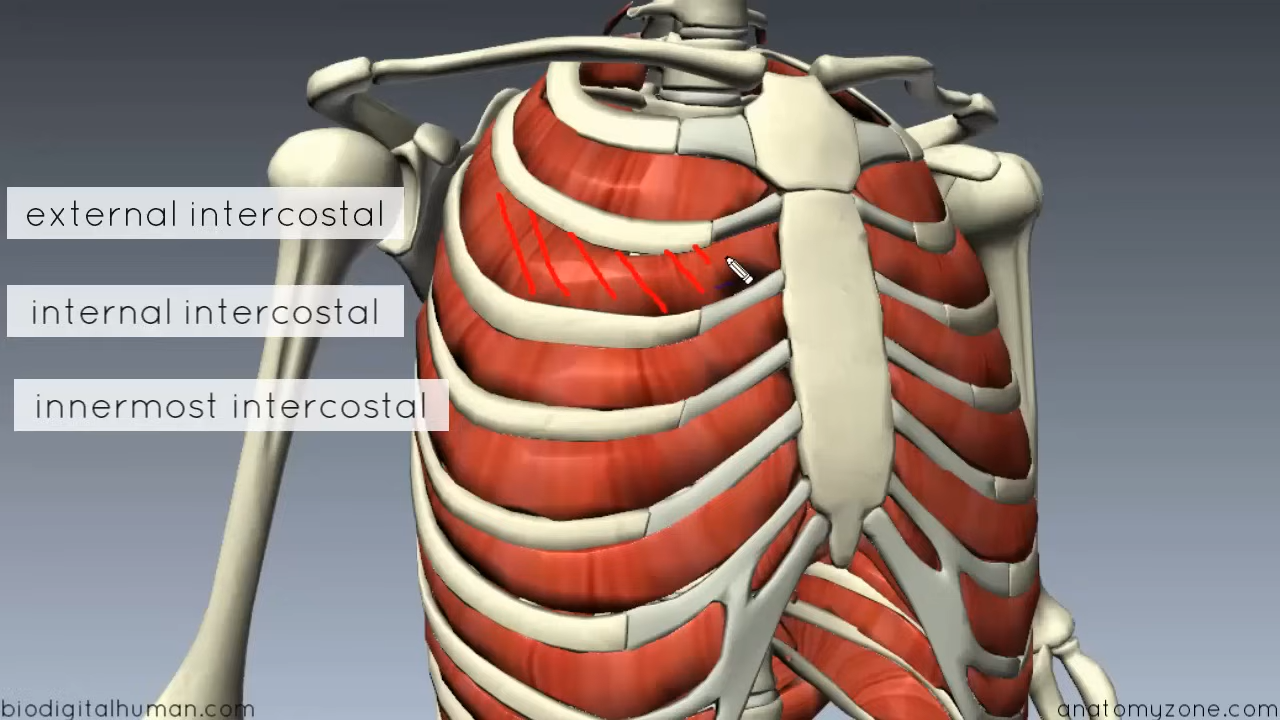 external intercostal
internal intercostal
innermost intercostal
biodigitalhuman.com
anatomyzone.com